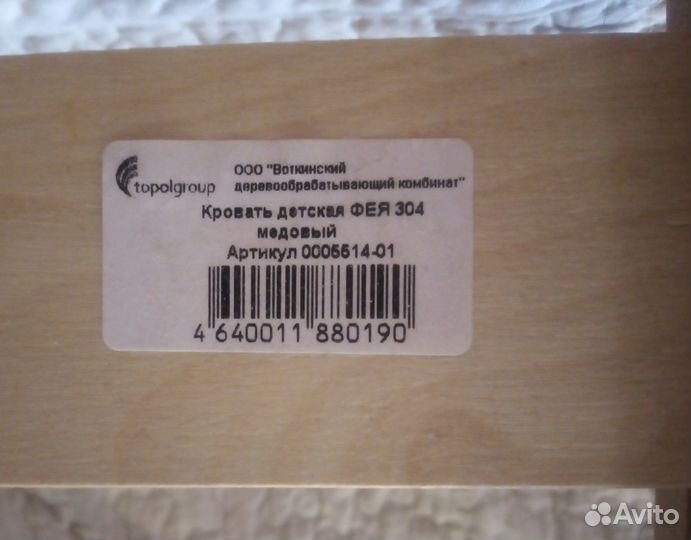 topolgroup
ООО "Воткинский
деревообрабатывающий комбинат"
Кровать детская ФЕЯ 304
медовый
Артикул 0005514-01
4 640011 880190
Avito